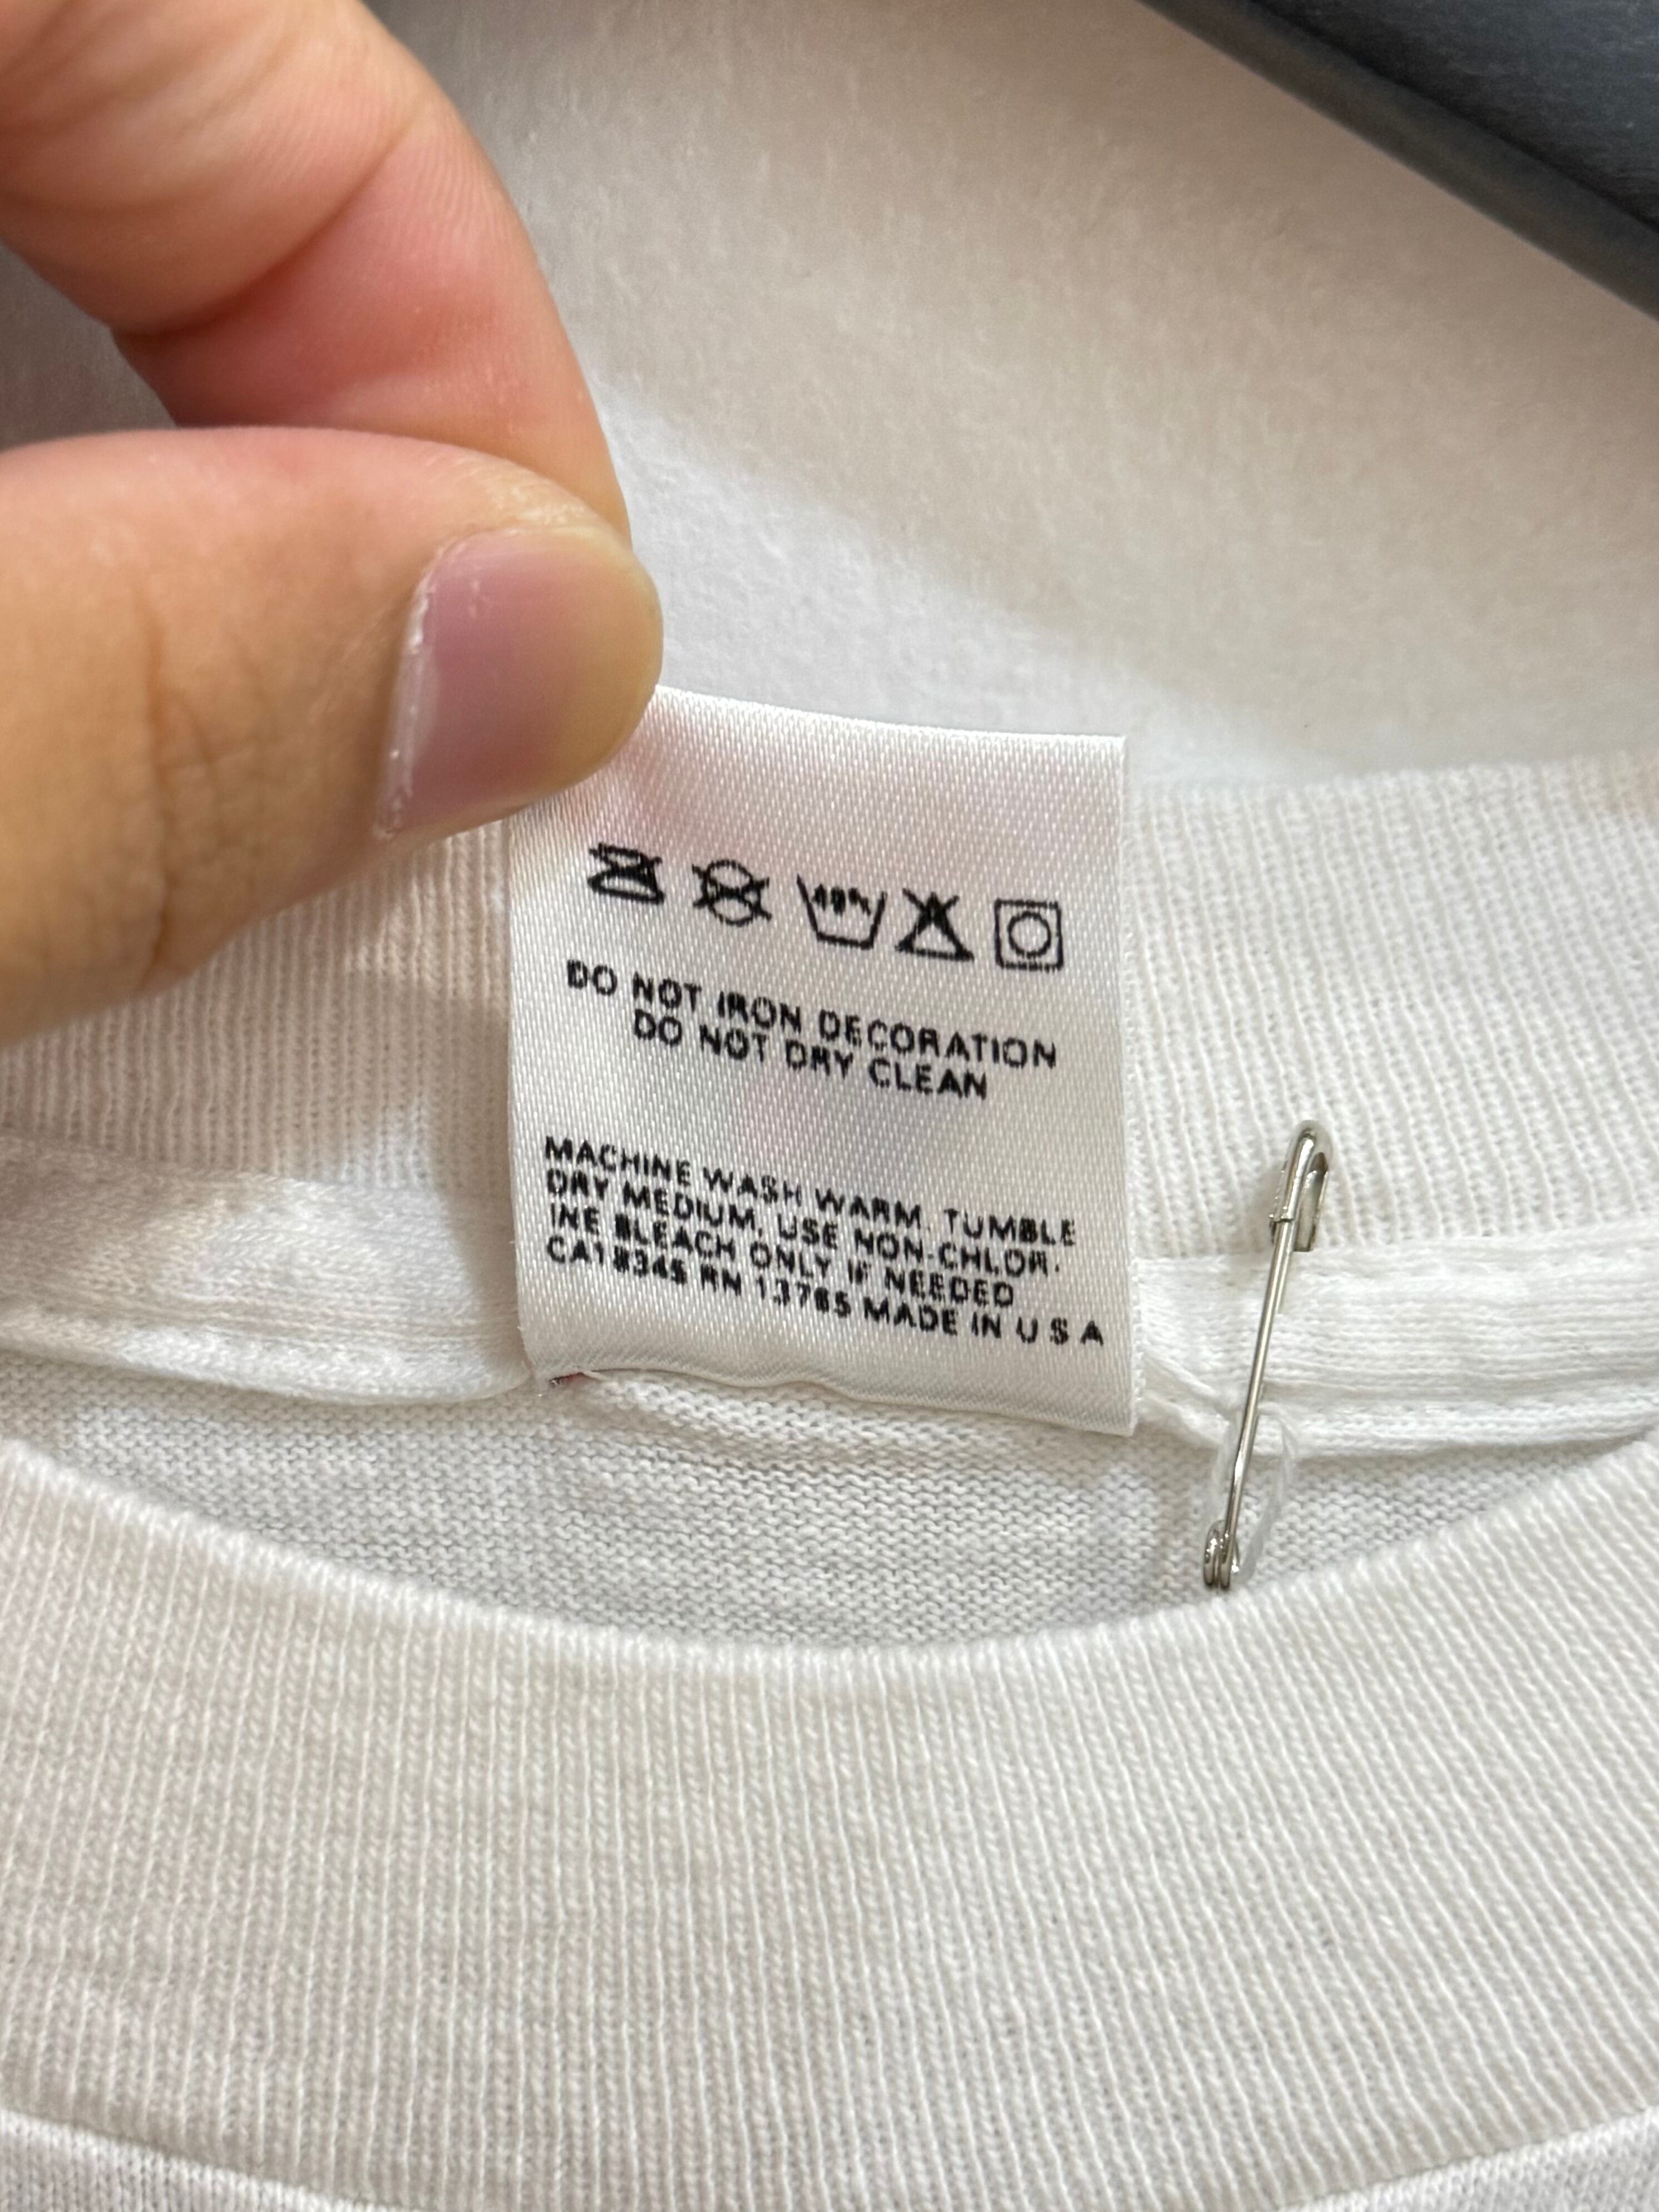 40°
DO NOT IRON DECORATION
DO NOT DRY CLEAN
MACHINE WASH WARM. TUMBLE
DRY MEDIUM. USE NON-CHLOR-
INE BLEACH ONLY IF NEEDED
CA18345 RN 13765 MADE IN U S A